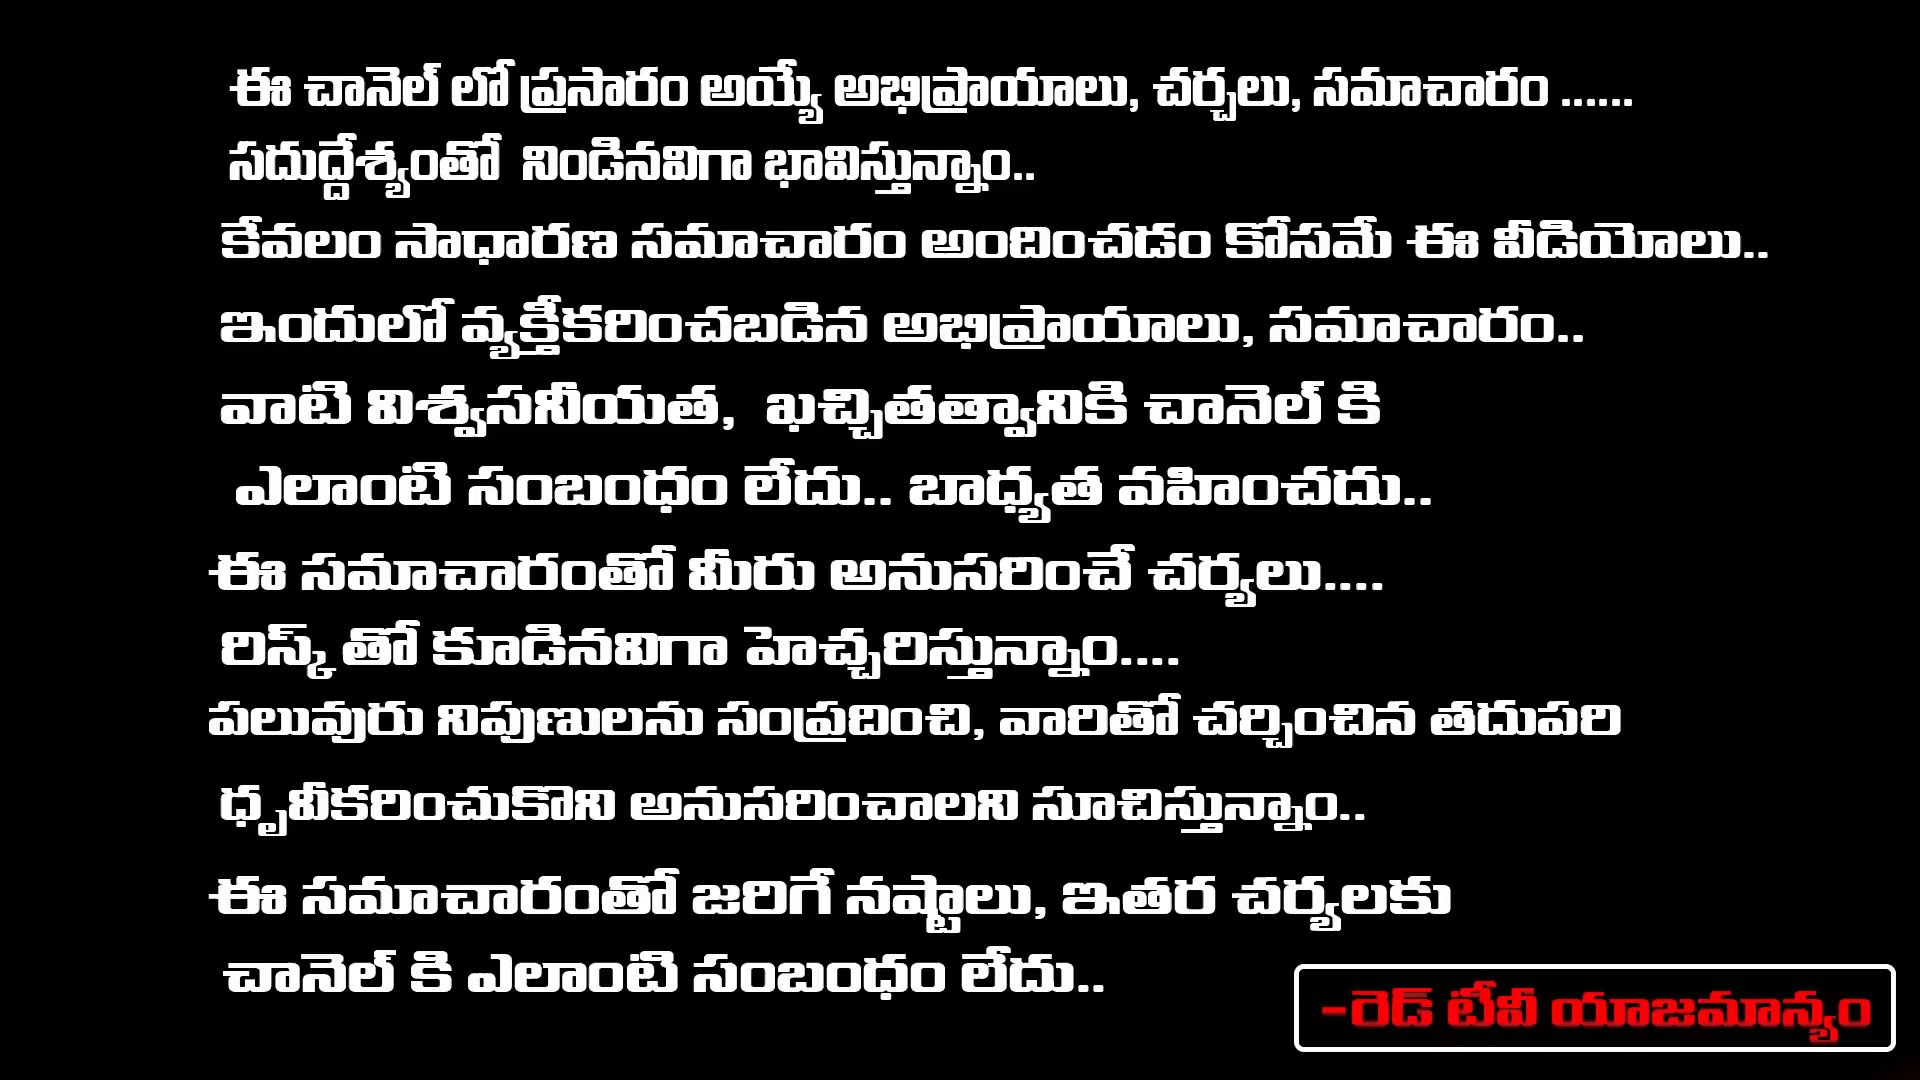 ఈ చానెల్ లో ప్రసారం అయ్యే అభిప్రాయాలు, చర్చలు, సమాచారం ......
సదుద్దేశ్యంతో నిండినవిగా భావిస్తున్నాం..
కేవలం సాధారణ సమాచారం అందించడం కోసమే ఈ వీడియోలు..
ఇందులో వ్యక్తీకరించబడిన అభిప్రాయాలు, సమాచారం..
వాటి విశ్వసనీయత, ఖచ్చితత్వానికి చానెల్ కి
ఎలాంటి సంబంధం లేదు.. బాధ్యత వహించదు..
ఈ సమాచారంతో మీరు అనుసరించే చర్యలు....
రిస్క్ తో కూడినవిగా హెచ్చరిస్తున్నాం....
పలువురు నిపుణులను సంప్రదించి, వారితో చర్చించిన తదుపరి
ధృవీకరించుకొని అనుసరించాలని సూచిస్తున్నాం..
ఈ సమాచారంతో జరిగే నష్టాలు, ఇతర చర్యలకు
చానెల్ కి ఎలాంటి సంబంధం లేదు..
-రెడ్ టీవీ యాజమాన్యం